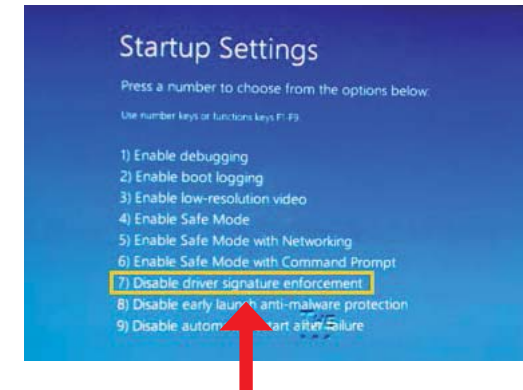 Startup Settings
Press a number to choose from the options below:
Use number keys or functions keys F1-F9.
1) Enable debugging
2) Enable boot logging
3) Enable low-resolution video
4) Enable Safe Mode
5) Enable Safe Mode with Networking
6) Enable Safe Mode with Command Prompt
7) Disable driver signature enforcement
8) Disable early launch anti-malware protection
9) Disable start after failure